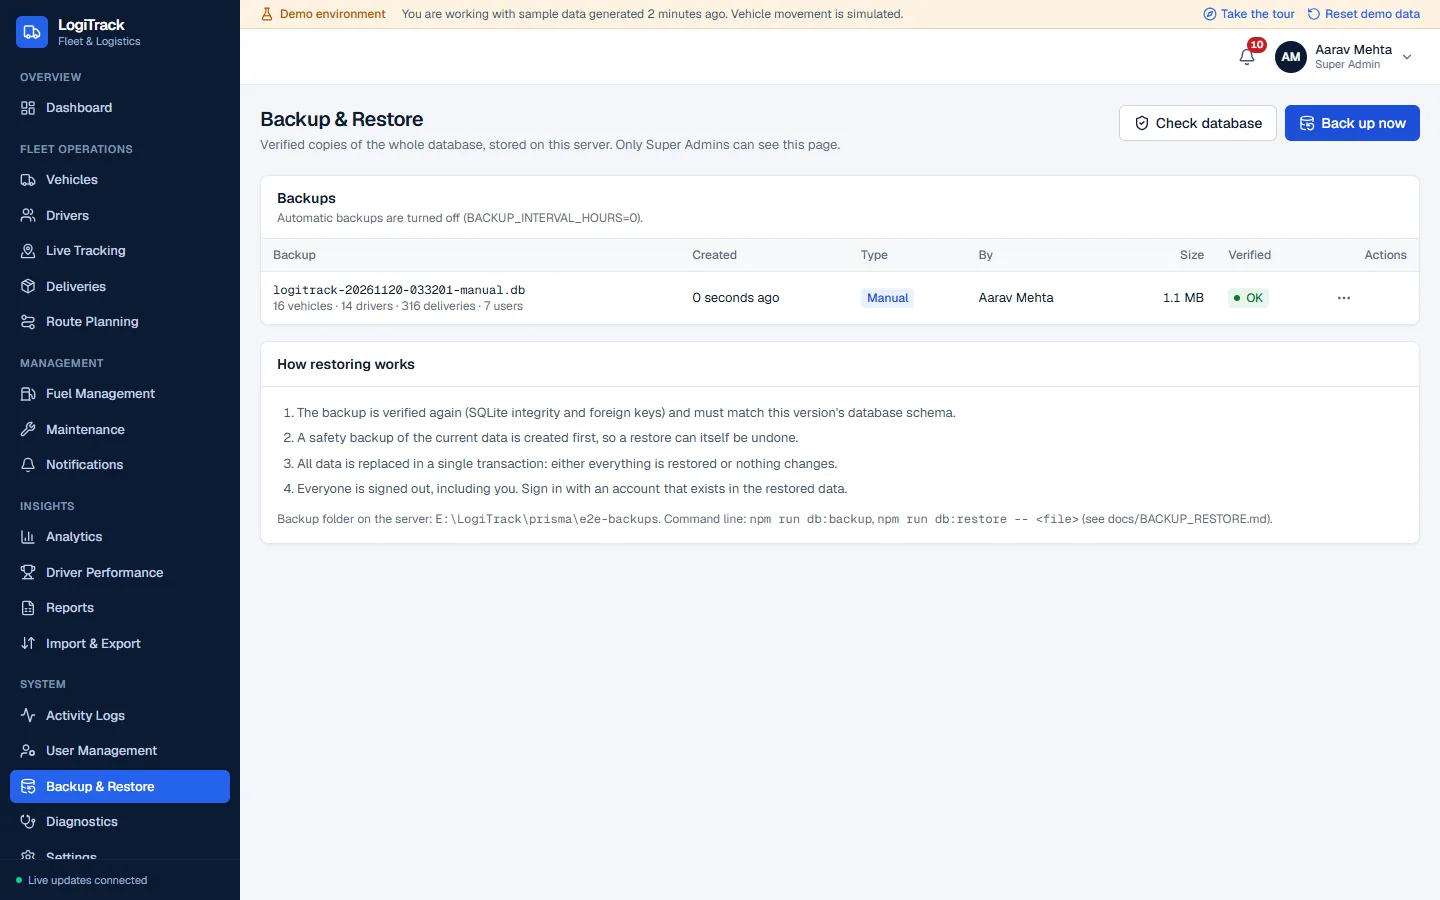 LogiTrack
Fleet & Logistics
OVERVIEW
Dashboard
FLEET OPERATIONS
Vehicles
Drivers
Live Tracking
Deliveries
Route Planning
MANAGEMENT
Fuel Management
Maintenance
Notifications
INSIGHTS
Analytics
Driver Performance
Reports
Import & Export
SYSTEM
Activity Logs
User Management
Backup & Restore
Diagnostics
Settings
Live updates connected
Demo environment You are working with sample data generated 2 minutes ago. Vehicle movement is simulated. Take the tour Reset demo data
10
AM
Aarav Mehta
Super Admin
Backup & Restore
Verified copies of the whole database, stored on this server. Only Super Admins can see this page.
Check database Back up now
Backups
Automatic backups are turned off (BACKUP_INTERVAL_HOURS=0).
Backup Created Type By Size Verified Actions
logitrack-20261120-033201-manual.db
16 vehicles · 14 drivers · 316 deliveries · 7 users
0 seconds ago Manual Aarav Mehta 1.1 MB OK
How restoring works
1. The backup is verified again (SQLite integrity and foreign keys) and must match this version's database schema.
2. A safety backup of the current data is created first, so a restore can itself be undone.
3. All data is replaced in a single transaction: either everything is restored or nothing changes.
4. Everyone is signed out, including you. Sign in with an account that exists in the restored data.
Backup folder on the server: E:\LogiTrack\prisma\e2e-backups. Command line: npm run db:backup, npm run db:restore -- <file> (see docs/BACKUP_RESTORE.md).